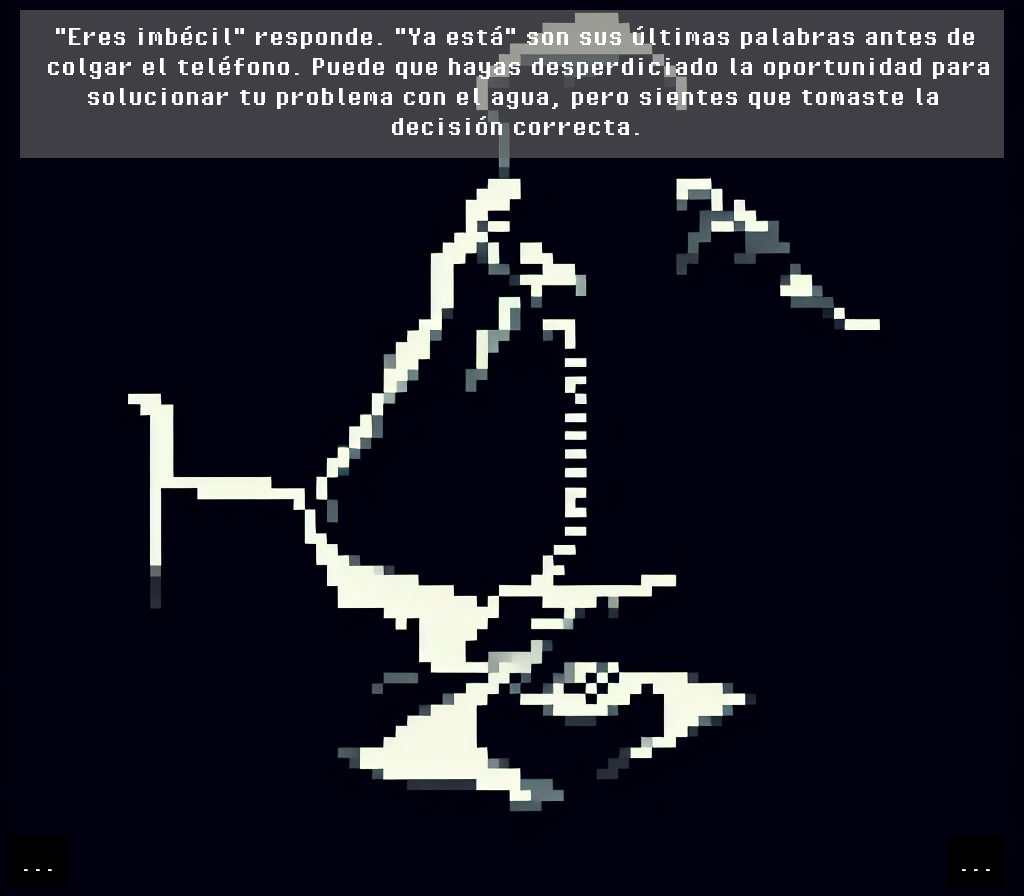 "Eres imbécil" responde. "Ya está" son sus últimas palabras antes de
colgar el teléfono. Puede que hayas desperdiciado la oportunidad para
solucionar tu problema con el agua, pero sientes que tomaste la
decisión correcta.
... ...